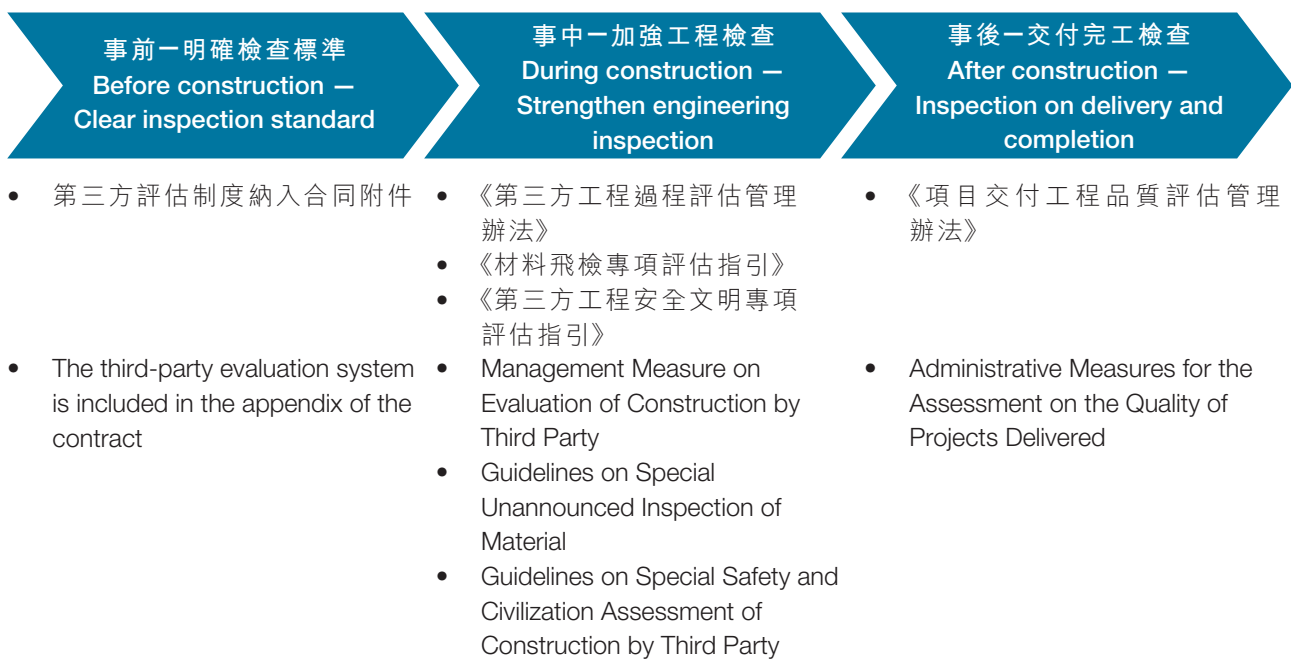 事前—明確檢查標準
Before construction —
Clear inspection standard
事中—加強工程檢查
During construction —
Strengthen engineering
inspection
事後—交付完工檢查
After construction —
Inspection on delivery and
completion
• 第三方評估制度納入合同附件
• The third-party evaluation system
is included in the appendix of the
contract
• 《第三方工程過程評估管理
辦法》
• 《材料飛檢專項評估指引》
• 《第三方工程安全文明專項
評估指引》
• Management Measure on
Evaluation of Construction by
Third Party
• Guidelines on Special
Unannounced Inspection of
Material
• Guidelines on Special Safety and
Civilization Assessment of
Construction by Third Party
• 《項目交付工程品質評估管理
辦法》
• Administrative Measures for the
Assessment on the Quality of
Projects Delivered